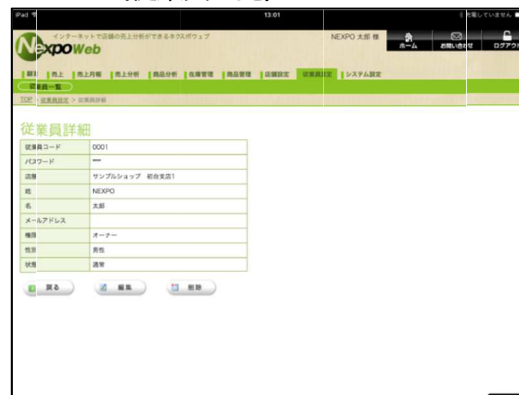 iPad 13:01 充電していません
インターネットで店舗の売上分析ができるネクスポウェブ
NexpoWeb
NEXPO 太郎 様
ホーム お問い合わせ ログアウト
売上 売上月報 売上分析 商品分析 在庫管理 商品管理 店舗設定 従業員設定 システム設定
従業員一覧
TOP > 従業員設定 > 従業員詳細
従業員詳細
従業員コード 0001
パスワード ****
店舗 サンプルショップ 初台支店1
姓 NEXPO
名 太郎
メールアドレス
権限 オーナー
性別 男性
状態 通常
戻る 編集 削除